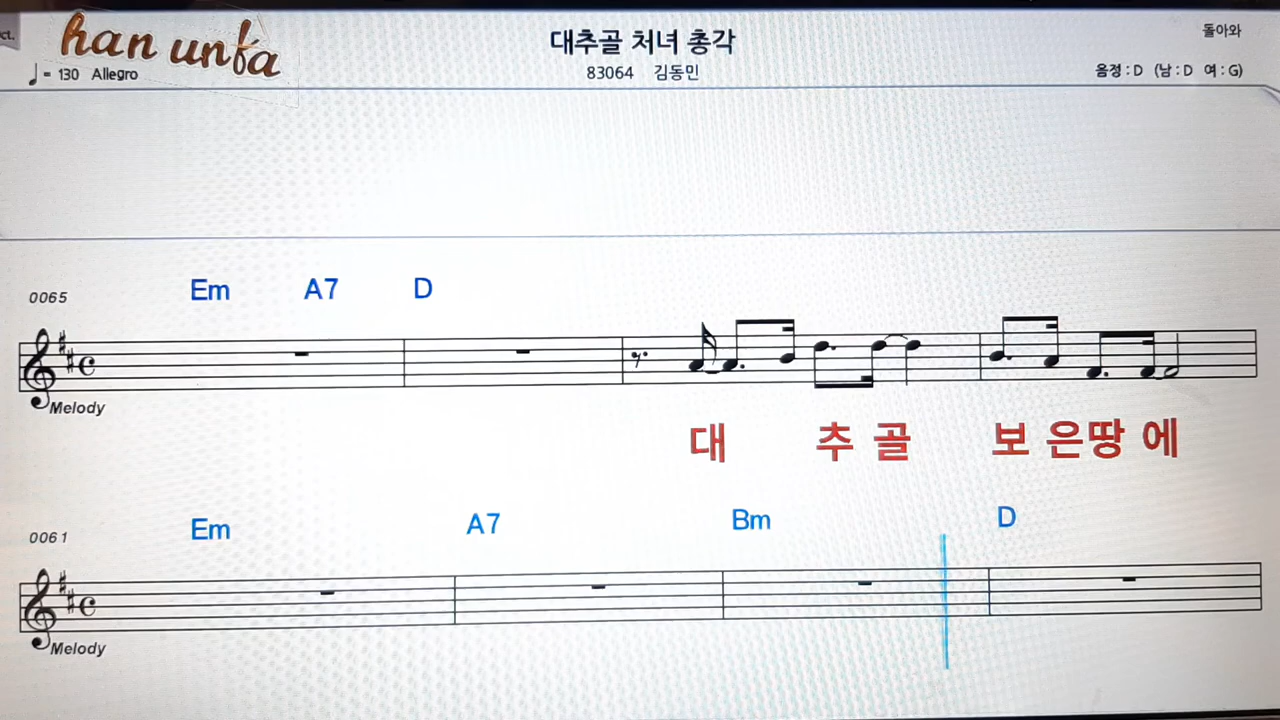 ct.
han unfa
대추골 처녀 총각
돌아와
♩ = 130 Allegro
83064 김동민
음정 : D (남 : D 여 : G)
Em A7 D
0065
Melody
대 추 골 보 은땅 에
Em A7 Bm D
0061
Melody